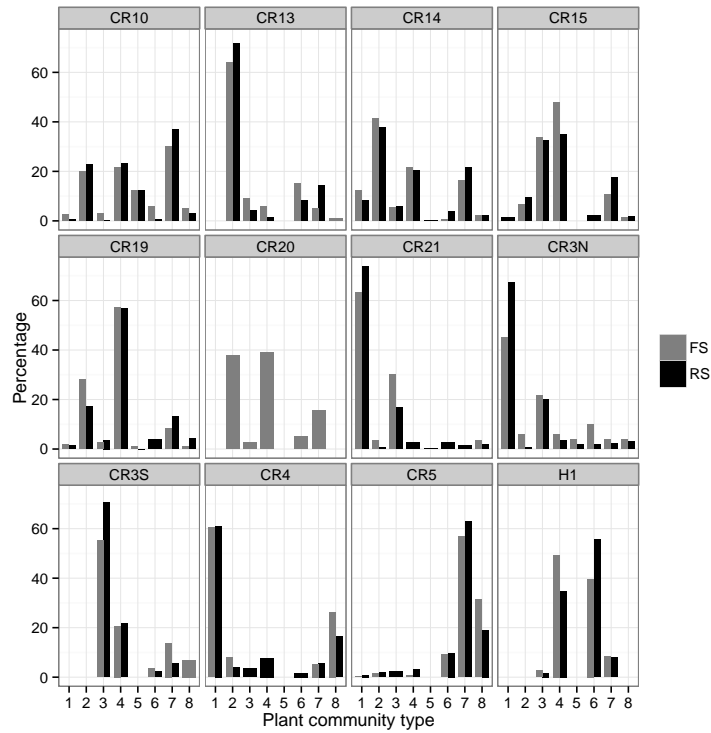 CR10 CR13 CR14 CR15
60
40
20
0
CR19 CR20 CR21 CR3N
60
40
20
0
CR3S CR4 CR5 H1
60
40
20
0
1 2 3 4 5 6 7 8 1 2 3 4 5 6 7 8 1 2 3 4 5 6 7 8 1 2 3 4 5 6 7 8
Plant community type
Percentage
FS
RS